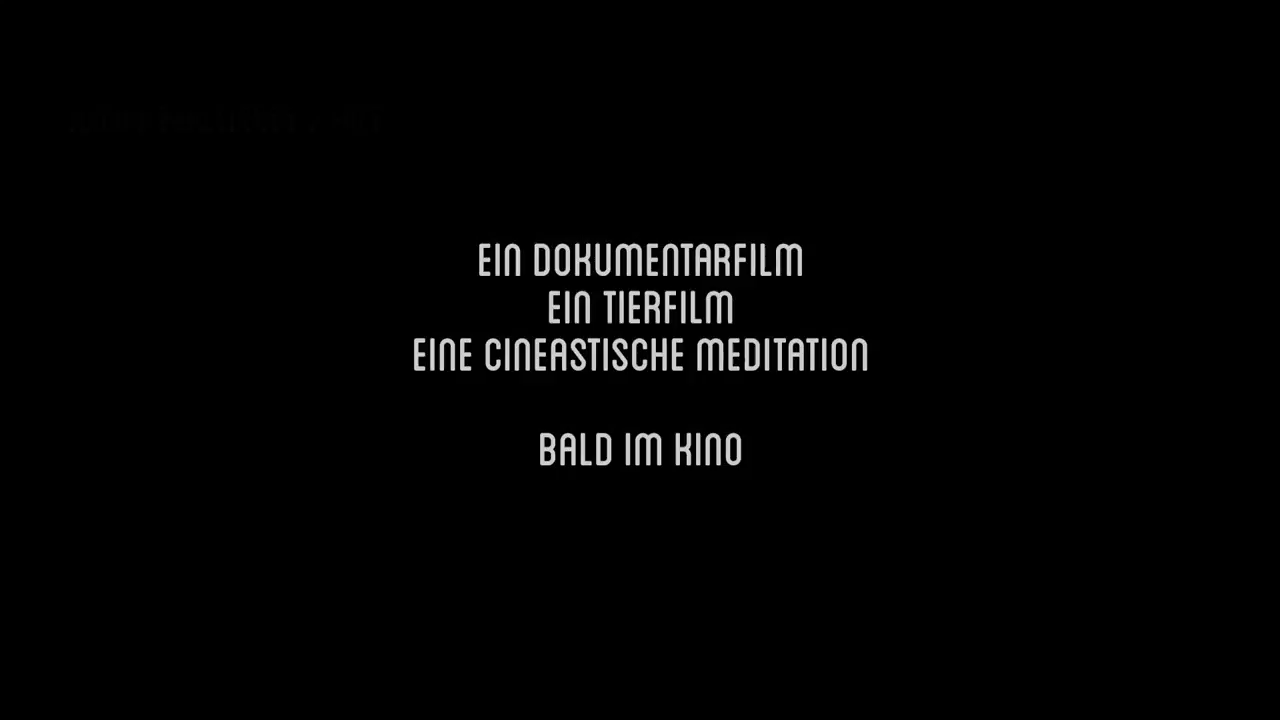 EIN DOKUMENTARFILM
EIN TIERFILM
EINE CINEASTISCHE MEDITATION
BALD IM KINO